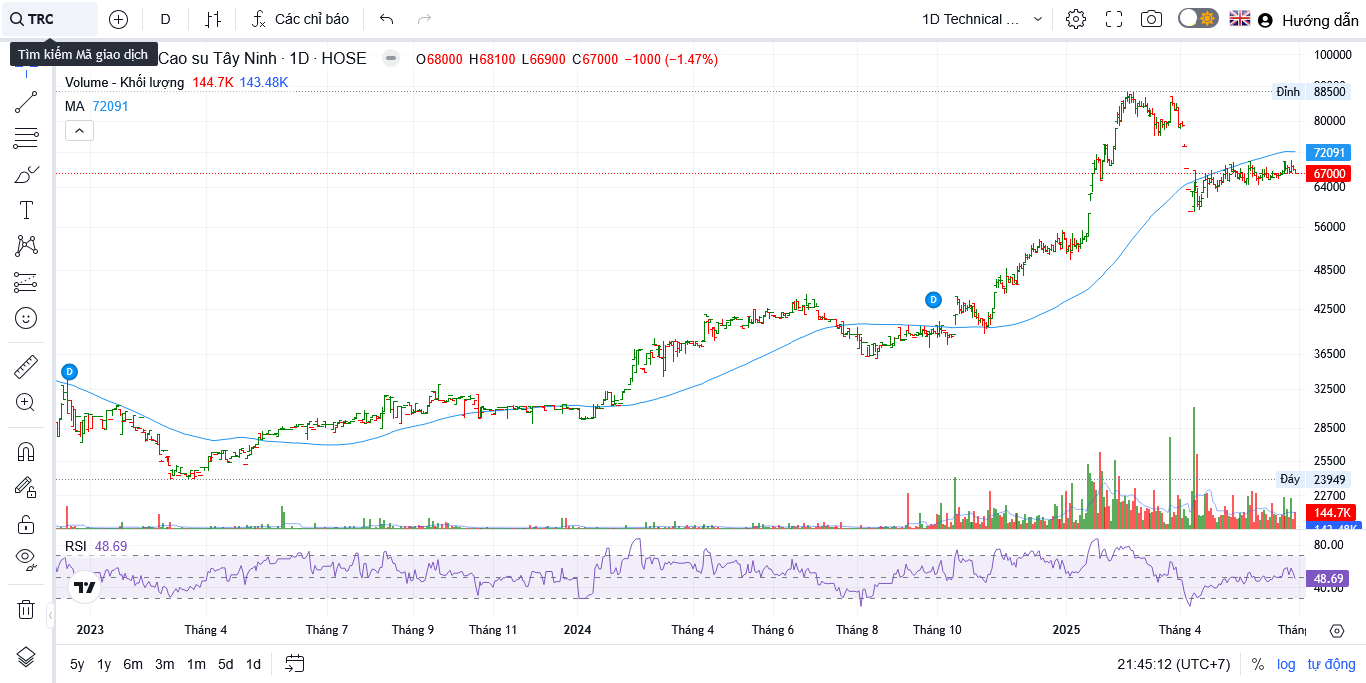 TRC D Các chỉ báo 1D Technical ... Hướng dẫn
Tìm kiếm Mã giao dịch
Cao su Tây Ninh · 1D · HOSE O68000 H68100 L66900 C67000 −1000 (−1.47%)
Volume - Khối lượng 144.7K 143.48K
MA 72091
100000
Đỉnh 88500
80000
72091
67000
64000
56000
48500
42500
36500
32500
28500
25500
Đáy 23949
22700
144.7K
D
D
RSI 48.69
80.00
48.69
40.00
2023 Tháng 4 Tháng 7 Tháng 9 Tháng 11 2024 Tháng 4 Tháng 6 Tháng 8 Tháng 10 2025 Tháng 4
5y 1y 6m 3m 1m 5d 1d 21:45:12 (UTC+7) % log tự động